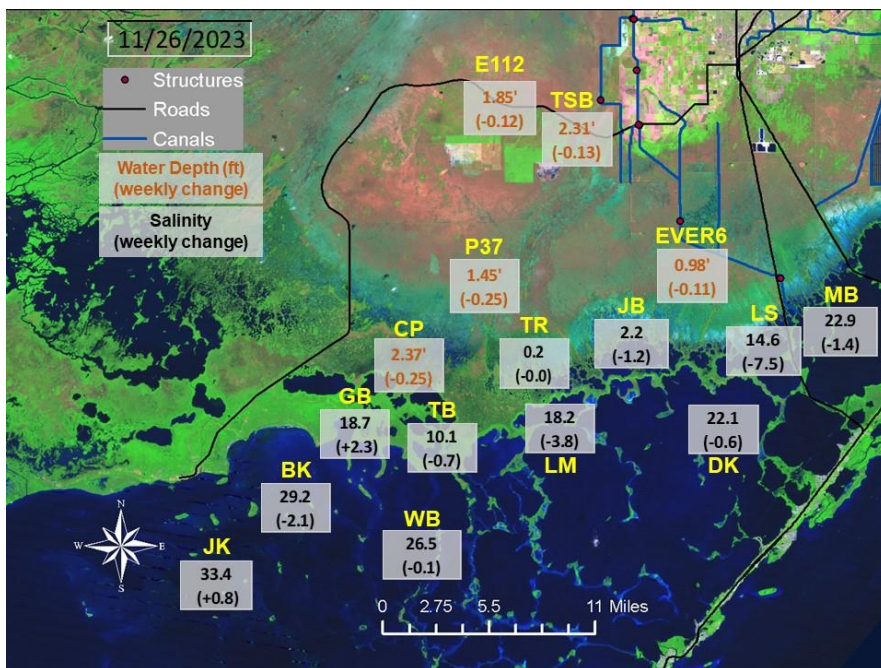 11/26/2023
Structures
Roads
Canals
Water Depth (ft)
(weekly change)
Salinity
(weekly change)
E112
1.85'
(-0.12)
TSB
2.31'
(-0.13)
P37
1.45'
(-0.25)
EVER6
0.98'
(-0.11)
MB
22.9
(-1.4)
LS
14.6
(-7.5)
JB
2.2
(-1.2)
TR
0.2
(-0.0)
CP
2.37'
(-0.25)
GB
18.7
(+2.3)
TB
10.1
(-0.7)
18.2
(-3.8)
LM
22.1
(-0.6)
DK
BK
29.2
(-2.1)
WB
26.5
(-0.1)
JK
33.4
(+0.8)
N
W E
S
0 2.75 5.5 11 Miles